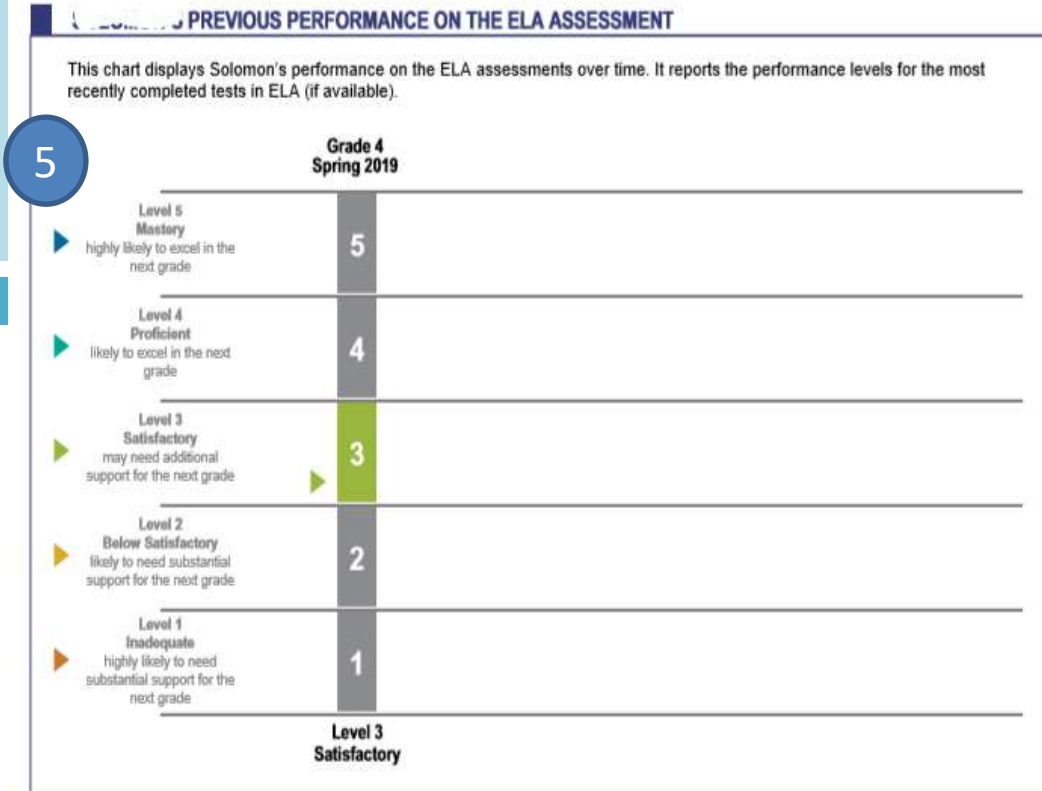 PREVIOUS PERFORMANCE ON THE ELA ASSESSMENT
This chart displays Solomon's performance on the ELA assessments over time. It reports the performance levels for the most
recently completed tests in ELA (if available).
5
Grade 4
Spring 2019
Level 5
Mastery
highly likely to excel in the
next grade
5
Level 4
Proficient
likely to excel in the next
grade
4
Level 3
Satisfactory
may need additional
support for the next grade
3
Level 2
Below Satisfactory
likely to need substantial
support for the next grade
2
Level 1
Inadequate
highly likely to need
substantial support for the
next grade
1
Level 3
Satisfactory